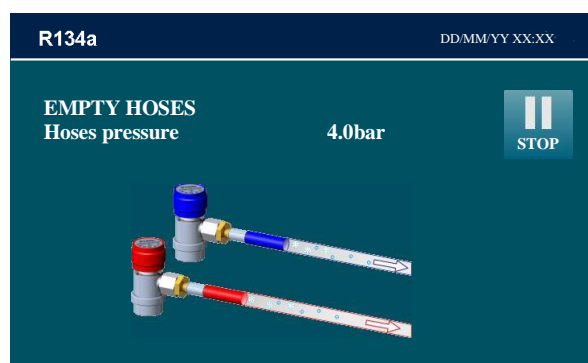 R134a
DD/MM/YY XX:XX
EMPTY HOSES
Hoses pressure 4.0bar
STOP